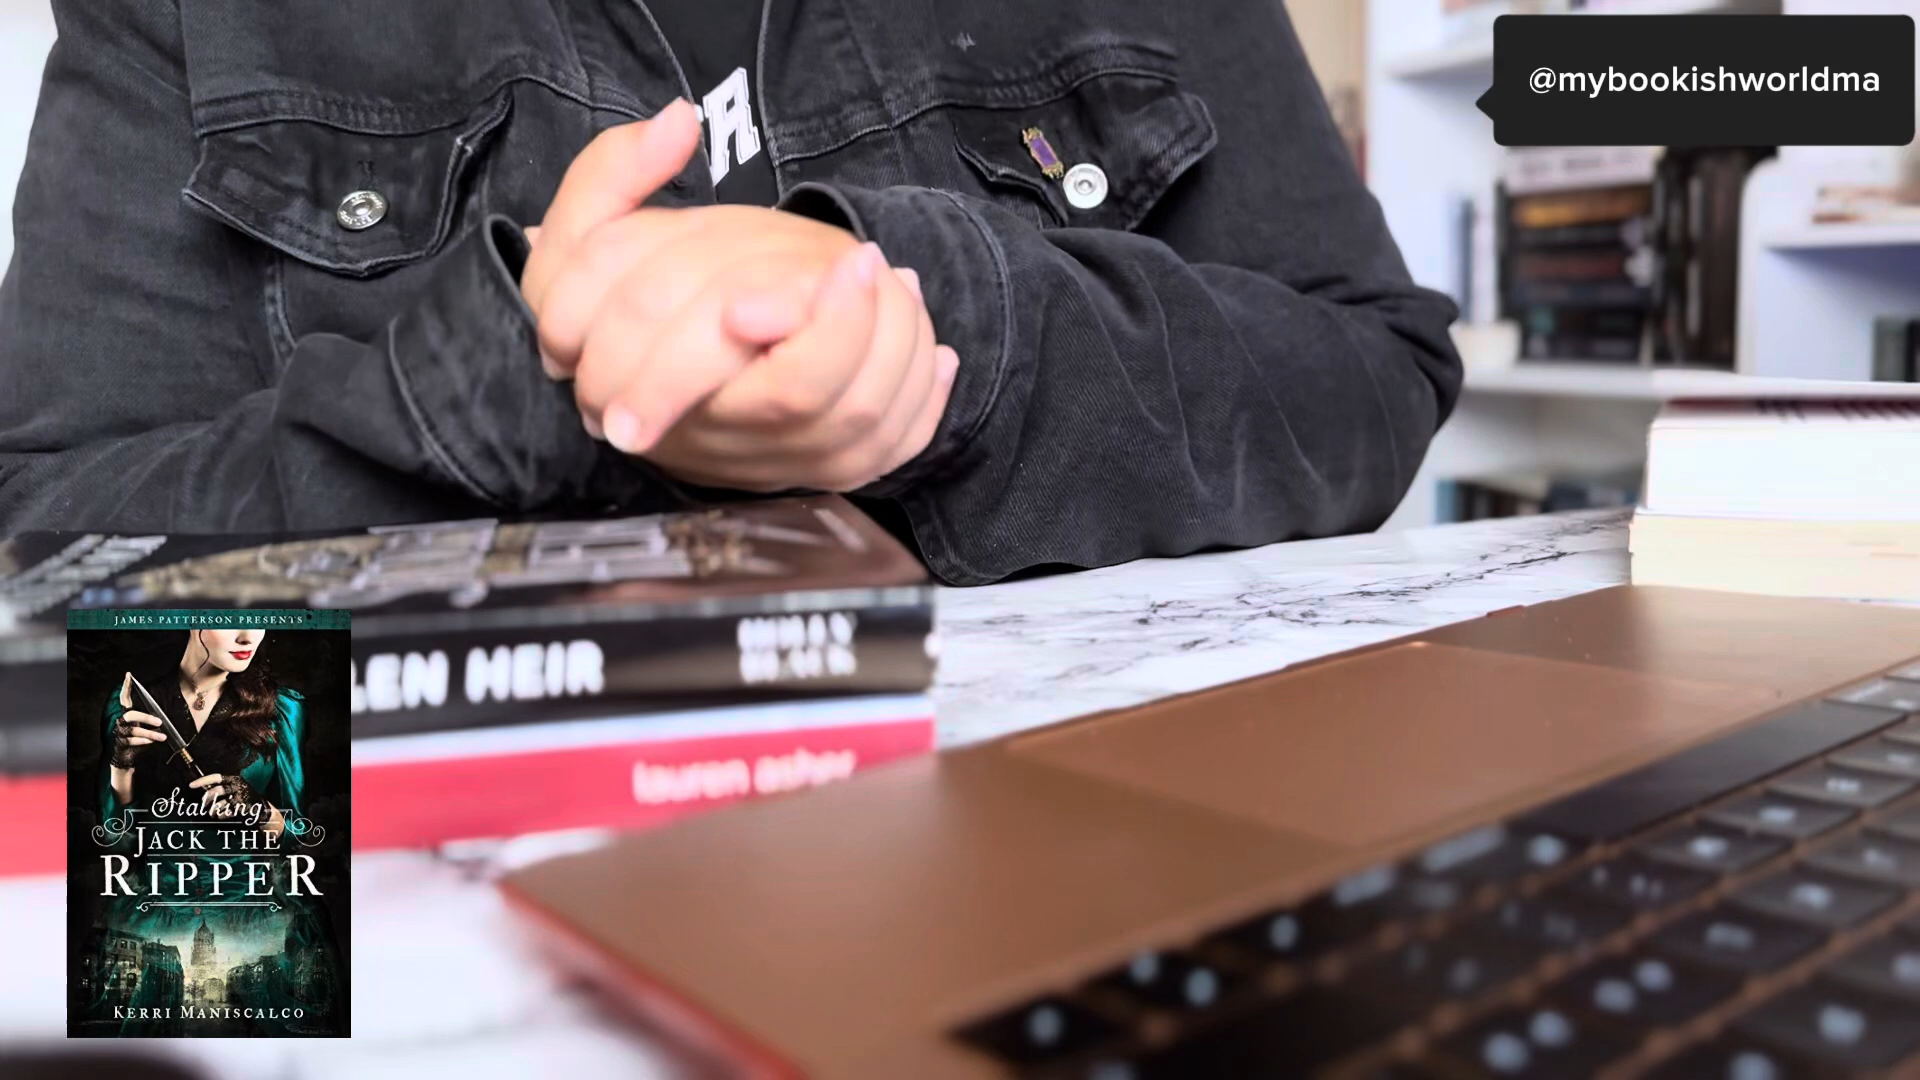 @mybookishworldma
R
LEN HEIR
lauren asher
JAMES PATTERSON PRESENTS
Stalking
JACK THE
RIPPER
KERRI MANISCALCO